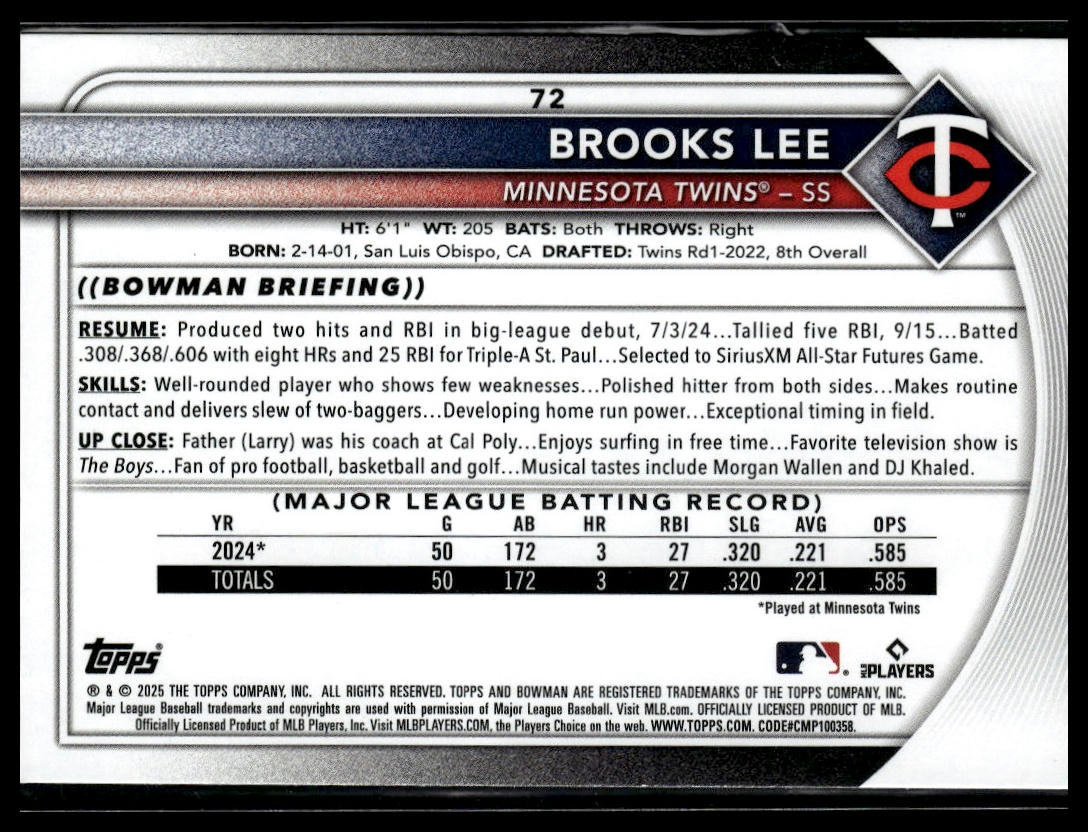 72
BROOKS LEE
MINNESOTA TWINS® – SS
TC™
HT: 6'1" WT: 205 BATS: Both THROWS: Right
BORN: 2-14-01, San Luis Obispo, CA DRAFTED: Twins Rd1-2022, 8th Overall
((BOWMAN BRIEFING))
RESUME: Produced two hits and RBI in big-league debut, 7/3/24...Tallied five RBI, 9/15...Batted
.308/.368/.606 with eight HRs and 25 RBI for Triple-A St. Paul...Selected to SiriusXM All-Star Futures Game.
SKILLS: Well-rounded player who shows few weaknesses...Polished hitter from both sides...Makes routine
contact and delivers slew of two-baggers...Developing home run power...Exceptional timing in field.
UP CLOSE: Father (Larry) was his coach at Cal Poly...Enjoys surfing in free time...Favorite television show is
The Boys...Fan of pro football, basketball and golf...Musical tastes include Morgan Wallen and DJ Khaled.
(MAJOR LEAGUE BATTING RECORD)
YR G AB HR RBI SLG AVG OPS
2024* 50 172 3 27 .320 .221 .585
TOTALS 50 172 3 27 .320 .221 .585
*Played at Minnesota Twins
topps®
MLB PLAYERS
® & © 2025 THE TOPPS COMPANY, INC. ALL RIGHTS RESERVED. TOPPS AND BOWMAN ARE REGISTERED TRADEMARKS OF THE TOPPS COMPANY, INC.
Major League Baseball trademarks and copyrights are used with permission of Major League Baseball. Visit MLB.com. OFFICIALLY LICENSED PRODUCT OF MLB.
Officially Licensed Product of MLB Players, Inc. Visit MLBPLAYERS.COM, the Players Choice on the web. WWW.TOPPS.COM. CODE#CMP100358.